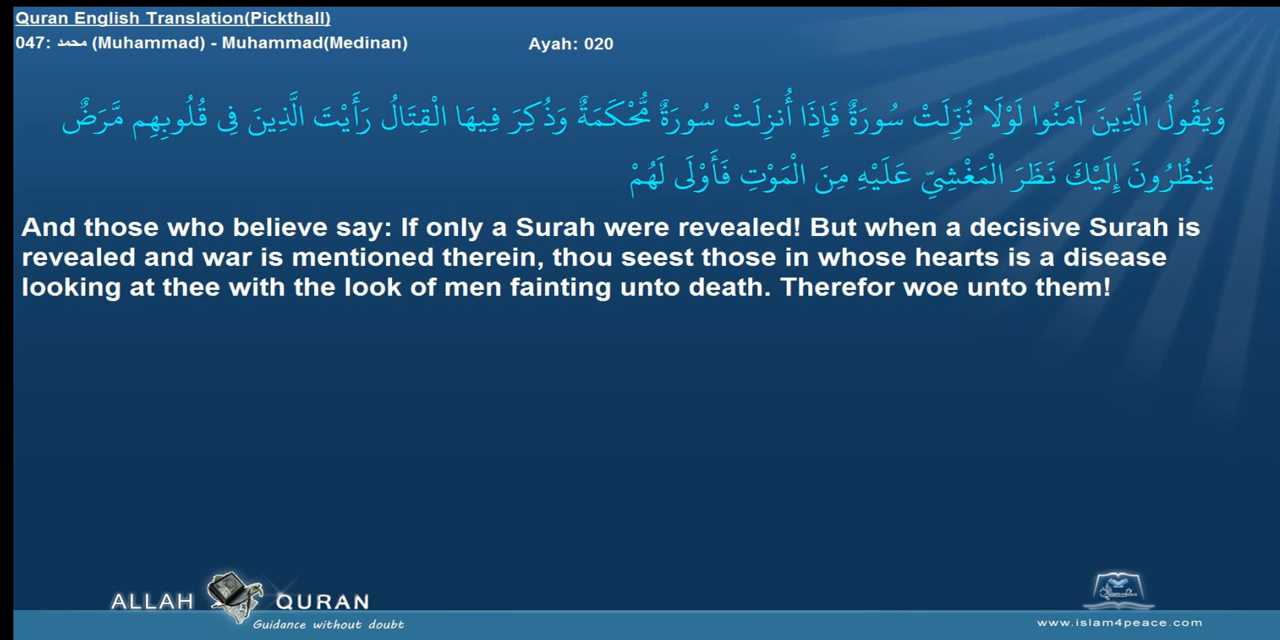 Quran English Translation(Pickthall)
047: محمد (Muhammad) - Muhammad(Medinan) Ayah: 020
وَيَقُولُ الَّذِينَ آمَنُوا لَوْلَا نُزِّلَتْ سُورَةٌ فَإِذَا أُنزِلَتْ سُورَةٌ مُّحْكَمَةٌ وَذُكِرَ فِيهَا الْقِتَالُ رَأَيْتَ الَّذِينَ فِي قُلُوبِهِم مَّرَضٌ
يَنظُرُونَ إِلَيْكَ نَظَرَ الْمَغْشِيِّ عَلَيْهِ مِنَ الْمَوْتِ فَأَوْلَى لَهُمْ
And those who believe say: If only a Surah were revealed! But when a decisive Surah is
revealed and war is mentioned therein, thou seest those in whose hearts is a disease
looking at thee with the look of men fainting unto death. Therefor woe unto them!
ALLAH QURAN
Guidance without doubt
www.islam4peace.com